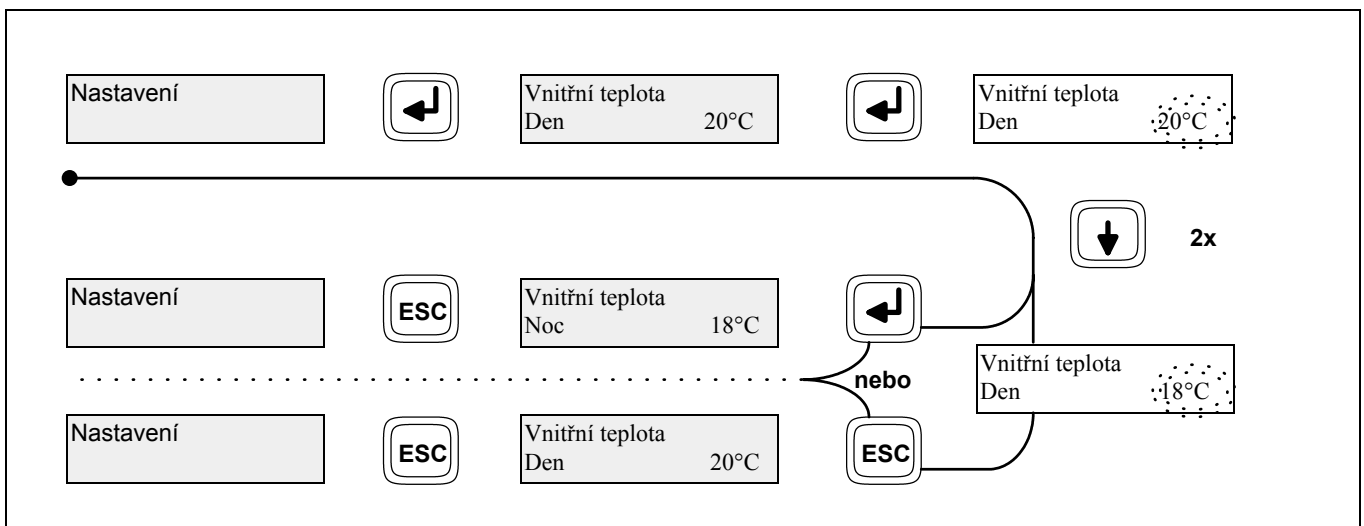 Nastavení
Vnitřní teplota
Den 20°C
Vnitřní teplota
Den 20°C
2x
Nastavení
ESC
Vnitřní teplota
Noc 18°C
nebo
Vnitřní teplota
Den 18°C
Nastavení
ESC
Vnitřní teplota
Den 20°C
ESC